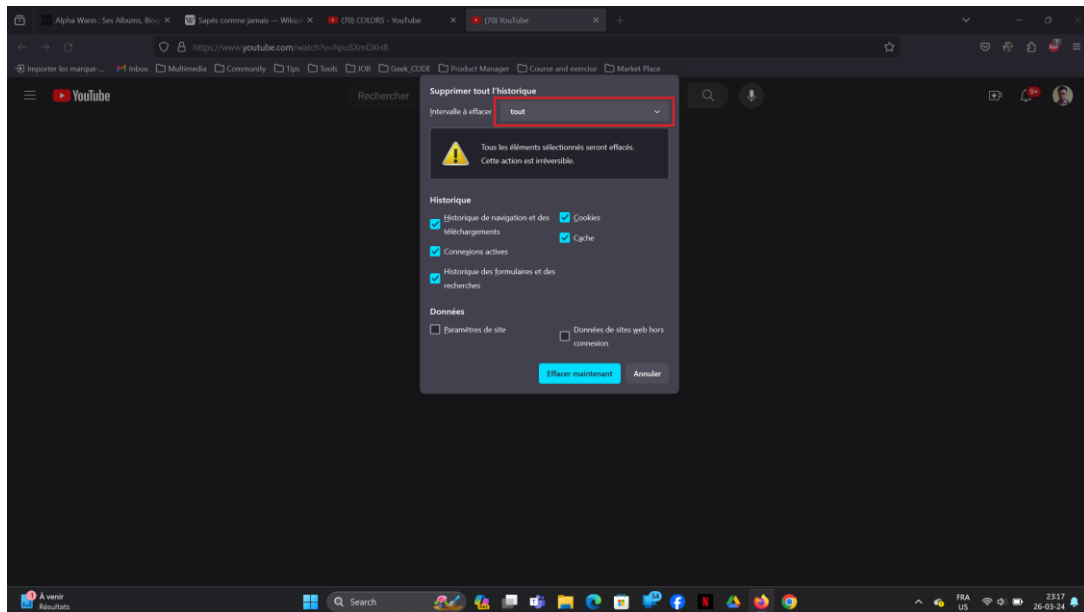 Alpha Wann : Ses Albums, Biog
Sapés comme jamais — Wikip
(70) COLORS - YouTube
(70) YouTube
https://www.youtube.com/watch?v=hpuSXmDXH8
Importer les marque-...
Inbox
Multimedia
Community
Tips
Tools
JOB
Geek_CODE
Product Manager
Course and exercise
Market Place
YouTube
Rechercher
9+
Supprimer tout l'historique
Intervalle à effacer
tout
Tous les éléments sélectionnés seront effacés.
Cette action est irréversible.
Historique
Historique de navigation et des
téléchargements
Cookies
Cache
Connexions actives
Historique des formulaires et des
recherches
Données
Paramètres de site
Données de sites web hors
connexion
Effacer maintenant
Annuler
À venir
Résultats
Search
FRA
US
23:17
26-03-24